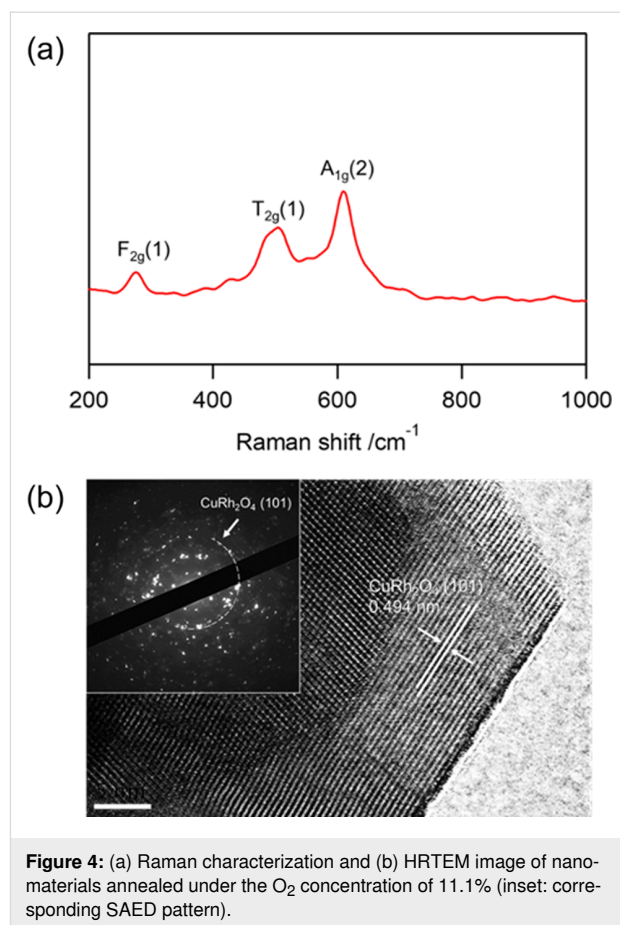 (a)
A₁g(2)
T₂g(1)
F₂g(1)
200 400 600 800 1000
Raman shift /cm⁻¹
(b)
CuRh₂O₄ (101)
CuRh₂O₄ (101)
0.494 nm
Figure 4: (a) Raman characterization and (b) HRTEM image of nano-
materials annealed under the O₂ concentration of 11.1% (inset: corre-
sponding SAED pattern).